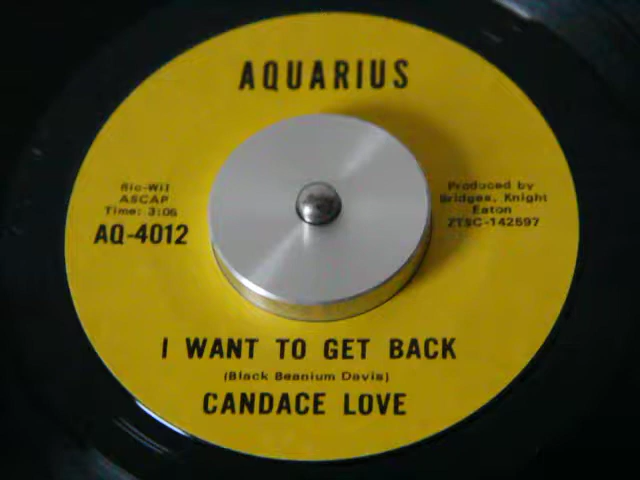 AQUARIUS
Bio-Wil
ASCAP
Time: 3:06
AQ-4012
Produced by
Bridges, Knight
Eaton
ZTSC-142597
I WANT TO GET BACK
(Black Beanium Davis)
CANDACE LOVE